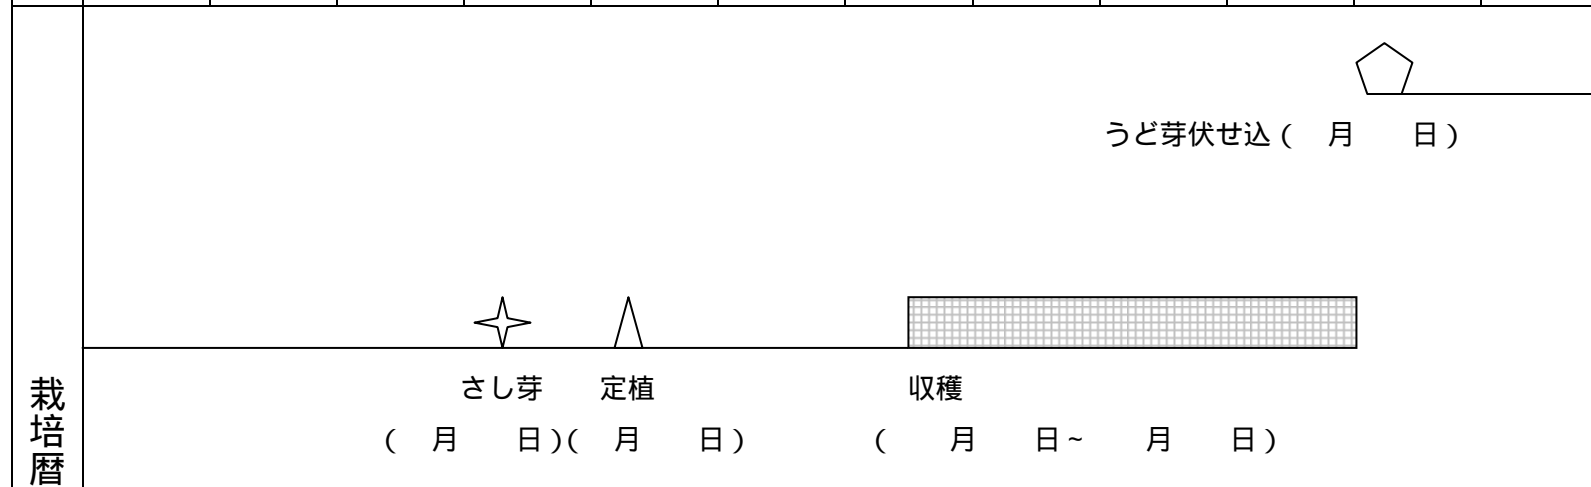 うど芽伏せ込(　月　　日)
栽培暦
さし芽　　定植　　収穫
(　月　　日)(　月　　日)　　(　　月　　日~　　月　　日)